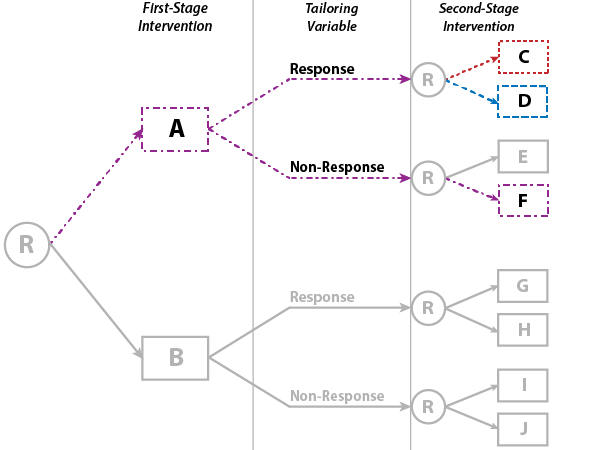 First-Stage
Intervention
Tailoring
Variable
Second-Stage
Intervention
Response
R
C
D
A
Non-Response
R
E
F
R
Response
R
G
H
B
Non-Response
R
I
J